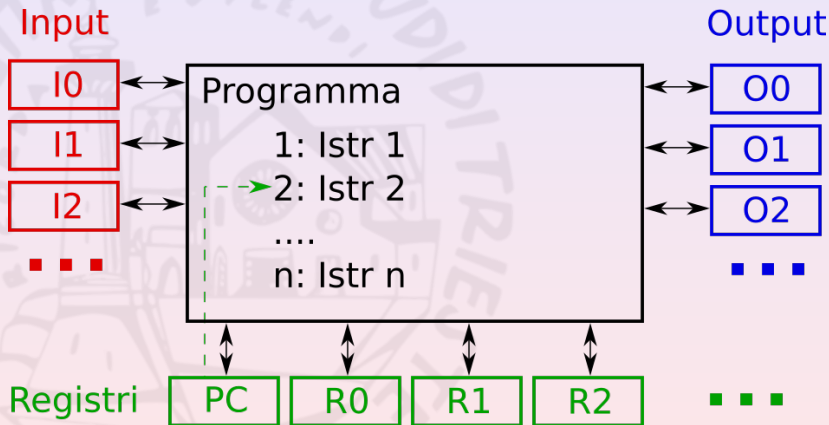 Input
Output
I0
I1
I2
Programma
1: Istr 1
2: Istr 2
....
n: Istr n
O0
O1
O2
Registri
PC
R0
R1
R2